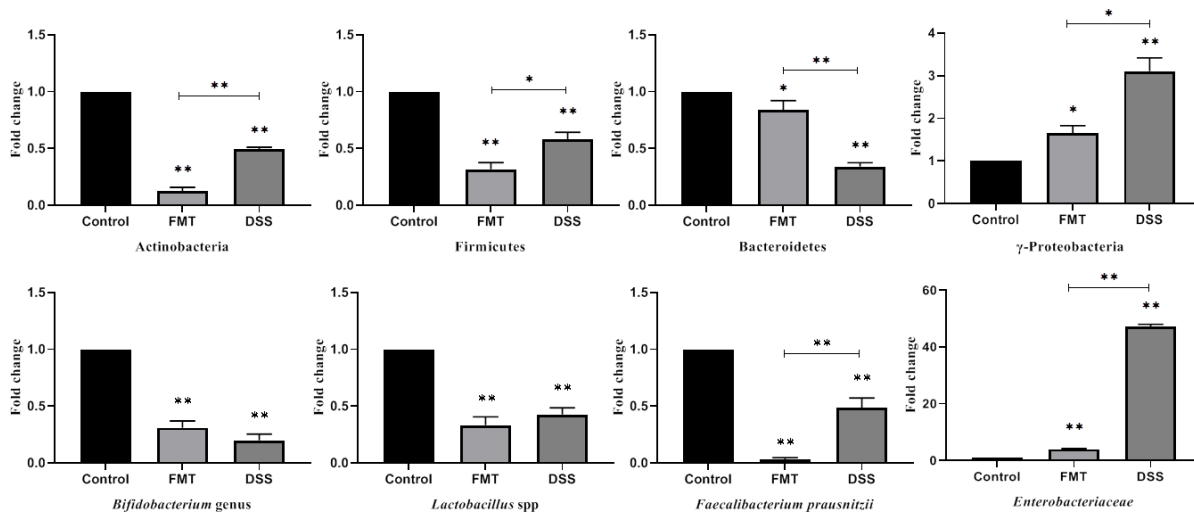 1.5
1.0
0.5
0.0
Fold change
**
**
**
Control FMT DSS
Actinobacteria
1.5
1.0
0.5
0.0
Fold change
*
**
**
Control FMT DSS
Firmicutes
1.5
1.0
0.5
0.0
Fold change
**
*
**
Control FMT DSS
Bacteroidetes
4
3
2
1
0
Fold change
*
**
*
Control FMT DSS
γ-Proteobacteria
1.5
1.0
0.5
0.0
Fold change
**
**
Control FMT DSS
Bifidobacterium genus
1.5
1.0
0.5
0.0
Fold change
**
**
Control FMT DSS
Lactobacillus spp
1.5
1.0
0.5
0.0
Fold change
**
**
**
Control FMT DSS
Faecalibacterium prausnitzii
60
40
20
0
Fold change
**
**
**
Control FMT DSS
Enterobacteriaceae